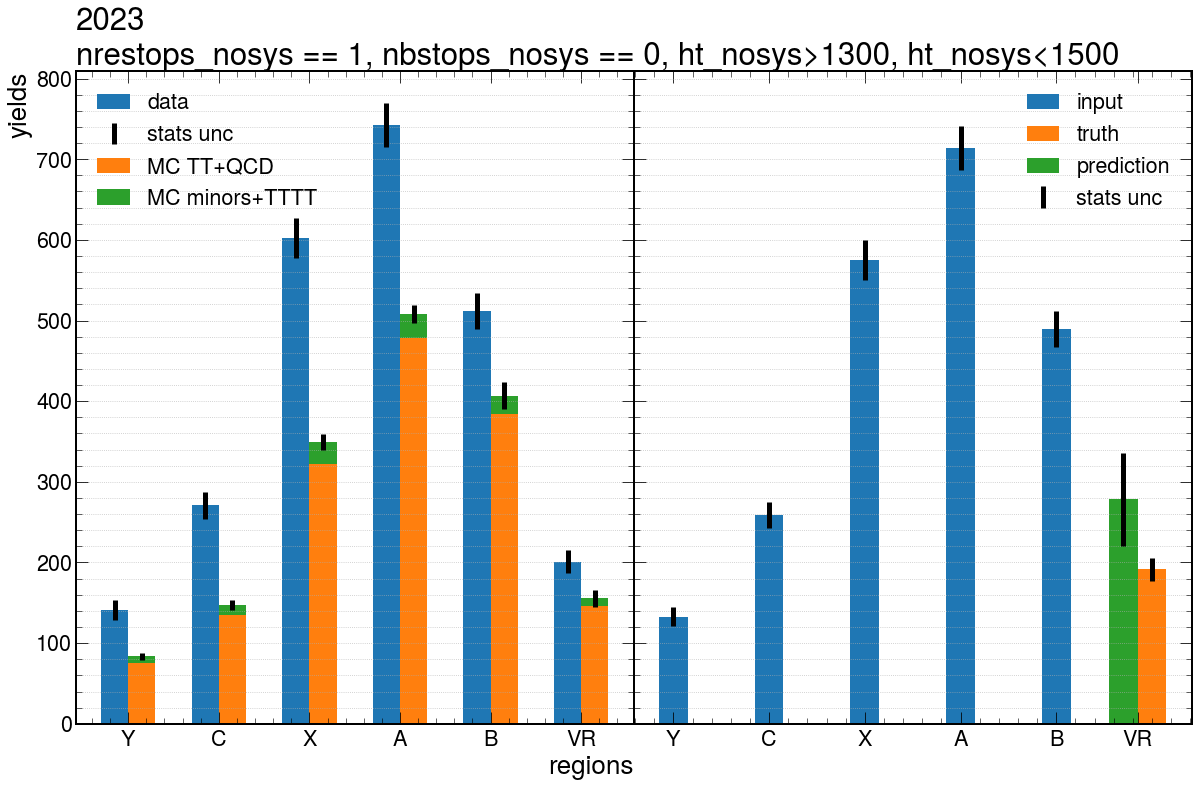 2023
nrestops_nosys == 1, nbstops_nosys == 0, ht_nosys>1300, ht_nosys<1500
yields
800
700
600
500
400
300
200
100
0
data
stats unc
MC TT+QCD
MC minors+TTTT
Y C X A B VR
input
truth
prediction
stats unc
Y C X A B VR
regions